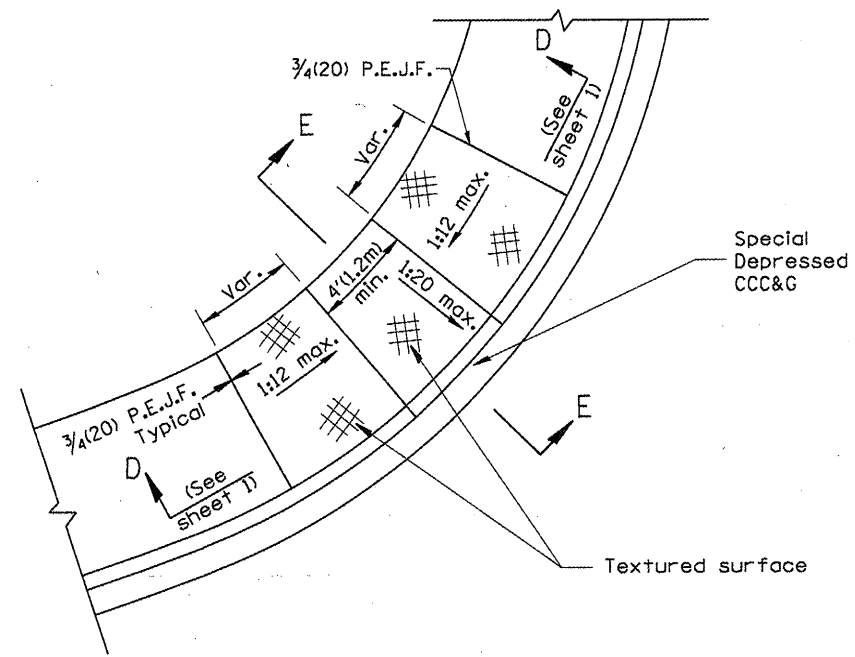 D
¾(20) P.E.J.F.
(See
sheet 1)
E
Var.
1:12 max.
Special
Depressed
CCC&G
Var.
4'(1.2m)
min.
1:20 max.
1:12 max.
¾(20) P.E.J.F.
Typical
E
D
(See
sheet 1)
Textured surface